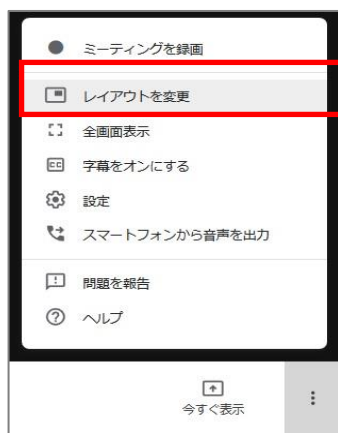 ミーティングを録画
レイアウトを変更
全画面表示
CC 字幕をオンにする
設定
スマートフォンから音声を出力
問題を報告
ヘルプ
今すぐ表示